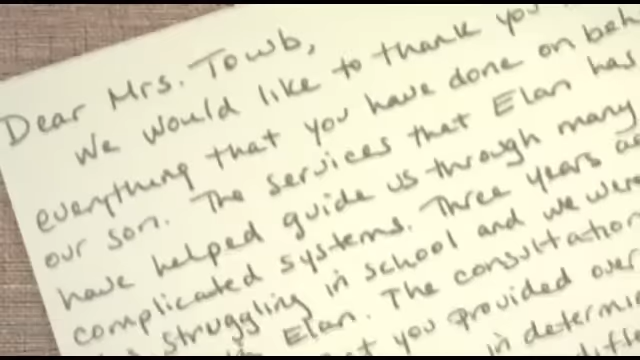 Dear Mrs. Towb,
We would like to thank you
everything that you have done on
our son. The services that Elan has
have helped guide us through many
complicated systems. Three years
struggling in school and we were
Elan. The consultation
you provided over
in